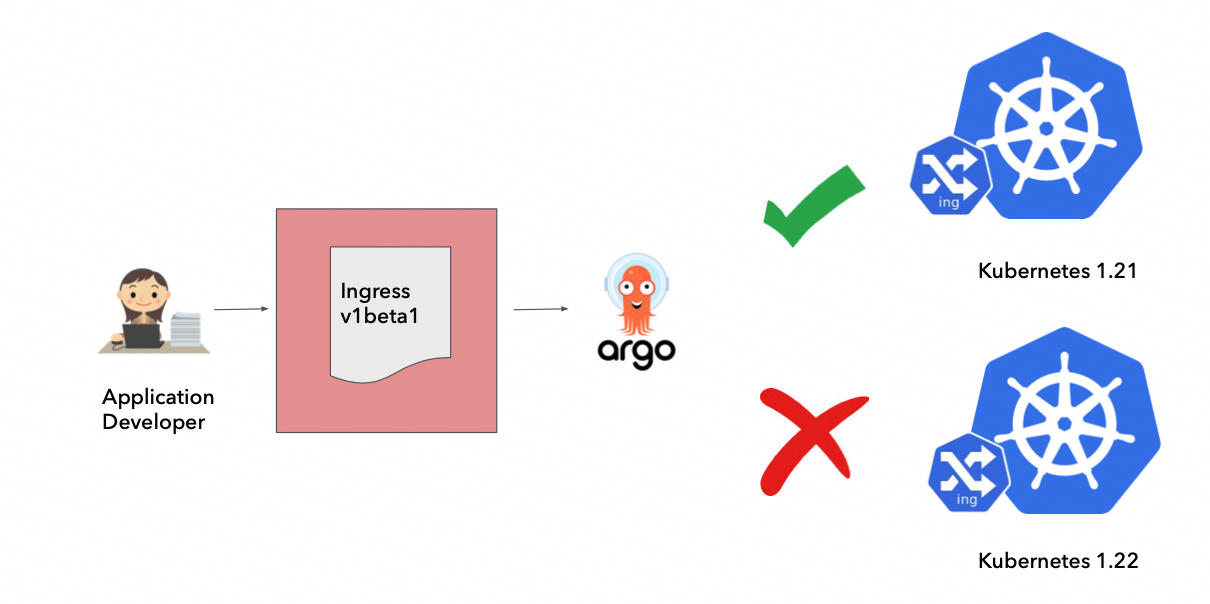 Application
Developer
Ingress
v1beta1
argo
ing
Kubernetes 1.21
ing
Kubernetes 1.22